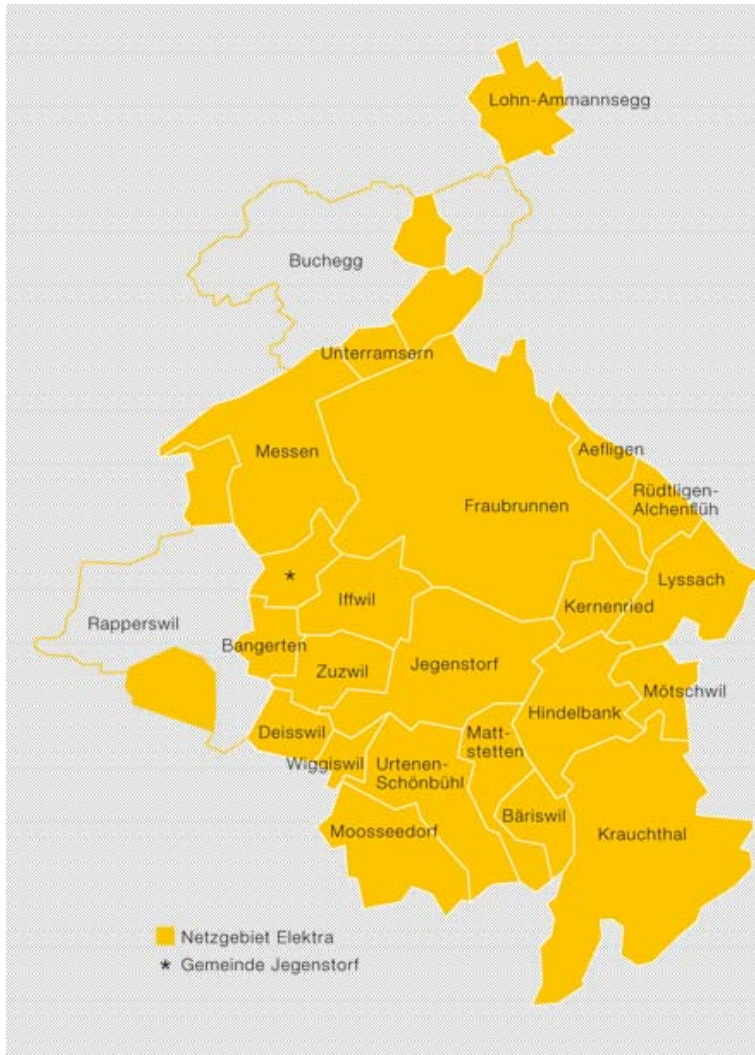 Lohn-Ammannsegg
Buchegg
Unterramsern
Messen
Aefligen
Fraubrunnen
Rüdtligen-
Alchenflüh
*
Iffwil
Lyssach
Kernenried
Rapperswil
Bangerten
Zuzwil
Jegenstorf
Mötschwil
Hindelbank
Deisswil
Matt-
stetten
Wiggiswil
Urtenen-
Schönbühl
Bäriswil
Moosseedorf
Krauchthal
Netzgebiet Elektra
* Gemeinde Jegenstorf